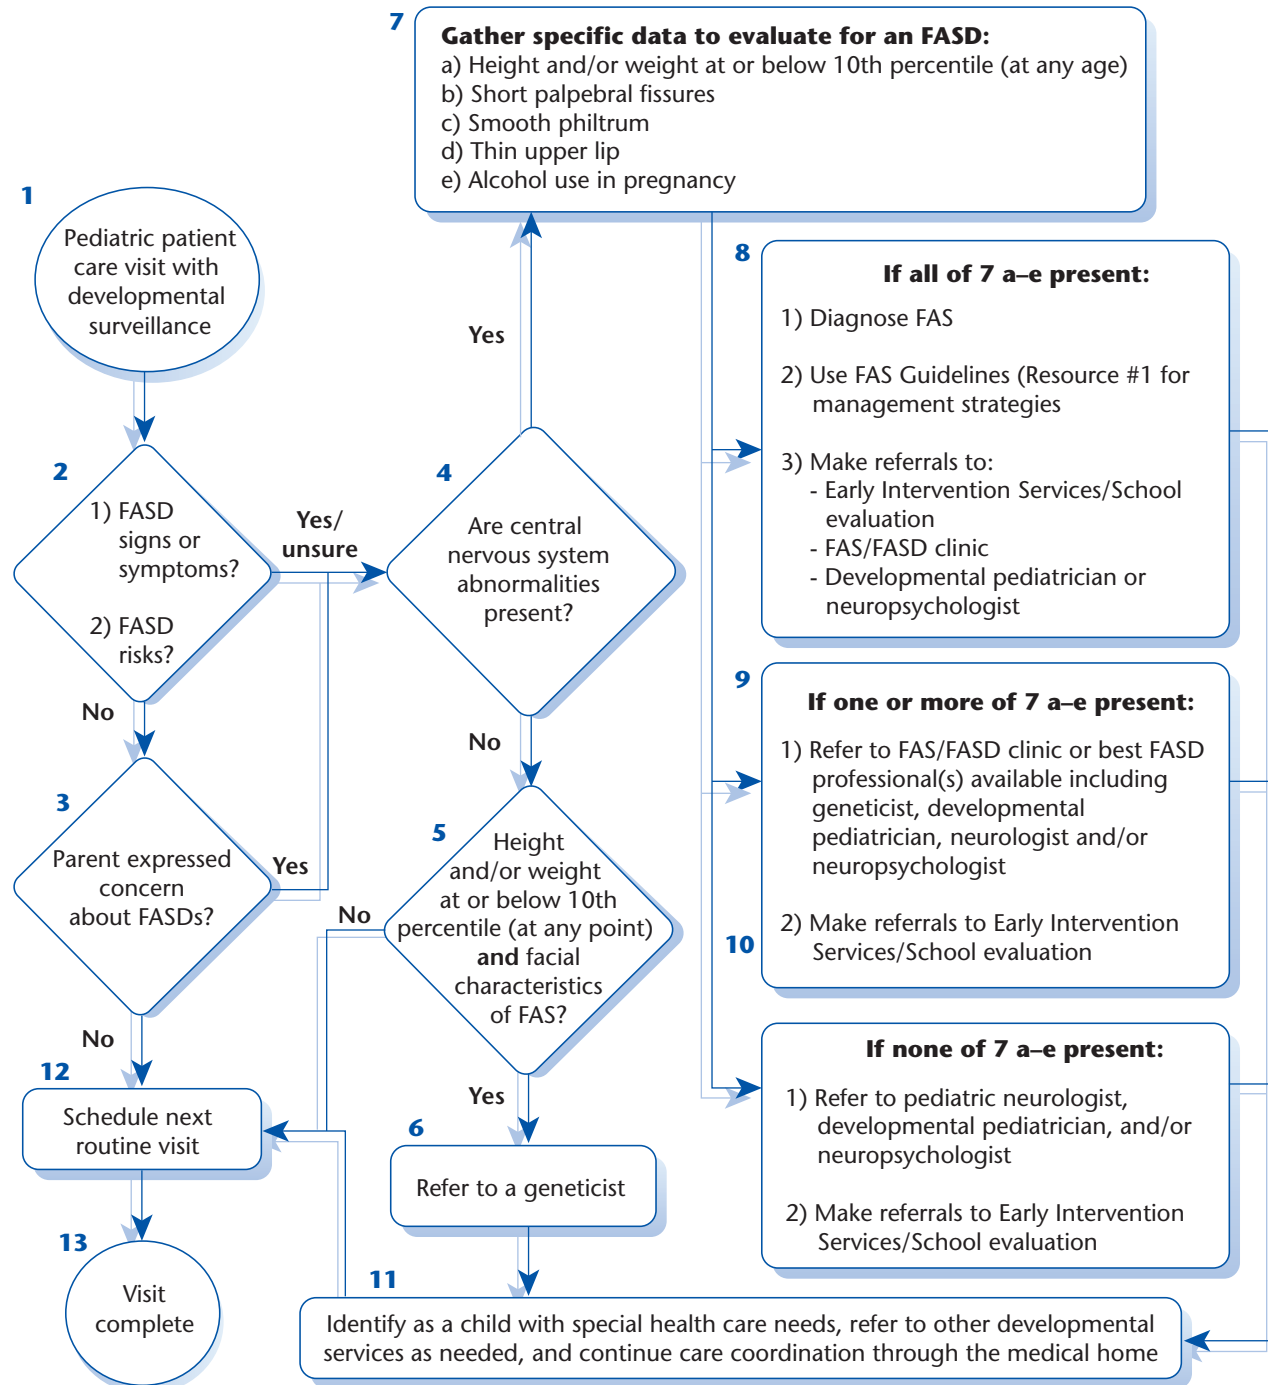 1
Pediatric patient
care visit with
developmental
surveillance
2
1) FASD
signs or
symptoms?
2) FASD
risks?
Yes/
unsure
No
3
Parent expressed
concern
about FASDs?
Yes
No
4
Are central
nervous system
abnormalities
present?
Yes
No
5
Height
and/or weight
at or below 10th
percentile (at any point)
and facial
characteristics
of FAS?
No
Yes
6
Refer to a geneticist
7
Gather specific data to evaluate for an FASD:
a) Height and/or weight at or below 10th percentile (at any age)
b) Short palpebral fissures
c) Smooth philtrum
d) Thin upper lip
e) Alcohol use in pregnancy
8
If all of 7 a–e present:
1) Diagnose FAS
2) Use FAS Guidelines (Resource #1 for
management strategies
3) Make referrals to:
- Early Intervention Services/School
evaluation
- FAS/FASD clinic
- Developmental pediatrician or
neuropsychologist
9
If one or more of 7 a–e present:
1) Refer to FAS/FASD clinic or best FASD
professional(s) available including
geneticist, developmental
pediatrician, neurologist and/or
neuropsychologist
2) Make referrals to Early Intervention
Services/School evaluation
10
If none of 7 a–e present:
1) Refer to pediatric neurologist,
developmental pediatrician, and/or
neuropsychologist
2) Make referrals to Early Intervention
Services/School evaluation
11
Identify as a child with special health care needs, refer to other developmental
services as needed, and continue care coordination through the medical home
12
Schedule next
routine visit
13
Visit
complete